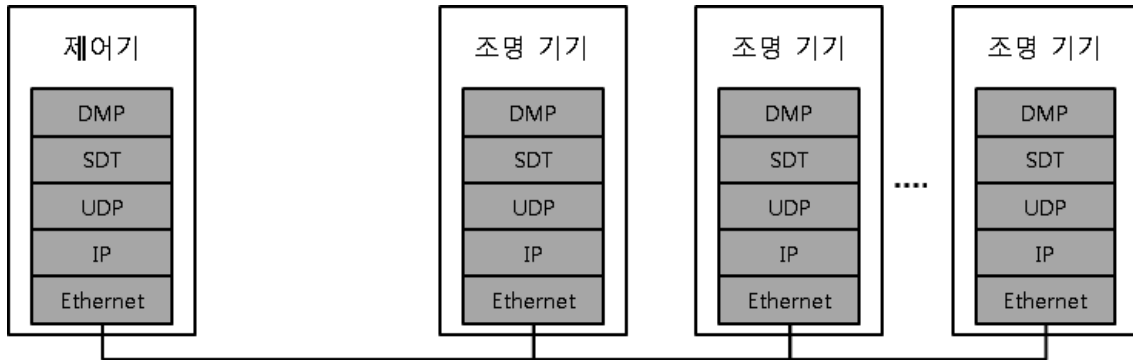 제어기
DMP
SDT
UDP
IP
Ethernet
조명 기기
DMP
SDT
UDP
IP
Ethernet
조명 기기
DMP
SDT
UDP
IP
Ethernet
....
조명 기기
DMP
SDT
UDP
IP
Ethernet